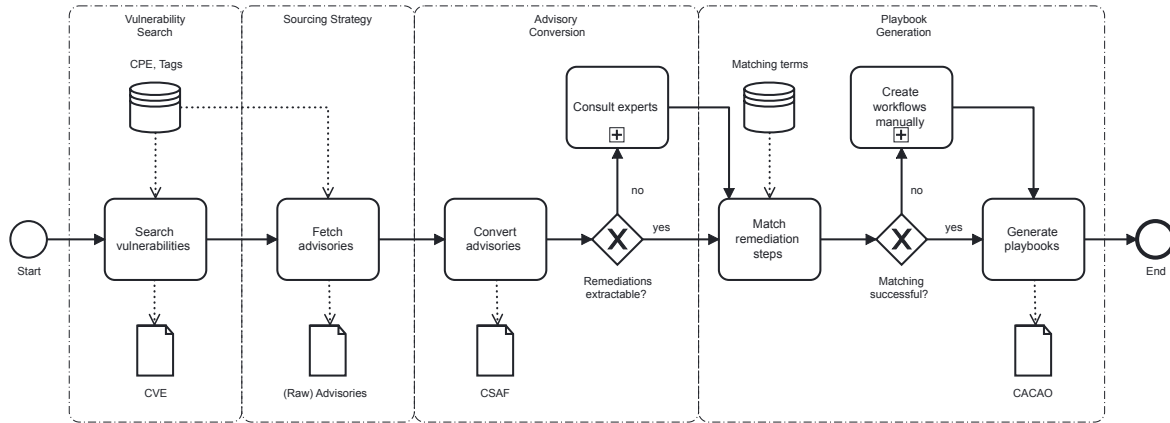 Vulnerability
Search
Sourcing Strategy
Advisory
Conversion
Playbook
Generation
CPE, Tags
Matching terms
Consult experts
Create
workflows
manually
no
no
Start
Search
vulnerabilities
Fetch
advisories
Convert
advisories
yes
Match
remediation
steps
yes
Generate
playbooks
End
Remediations
extractable?
Matching
successful?
CVE
(Raw) Advisories
CSAF
CACAO